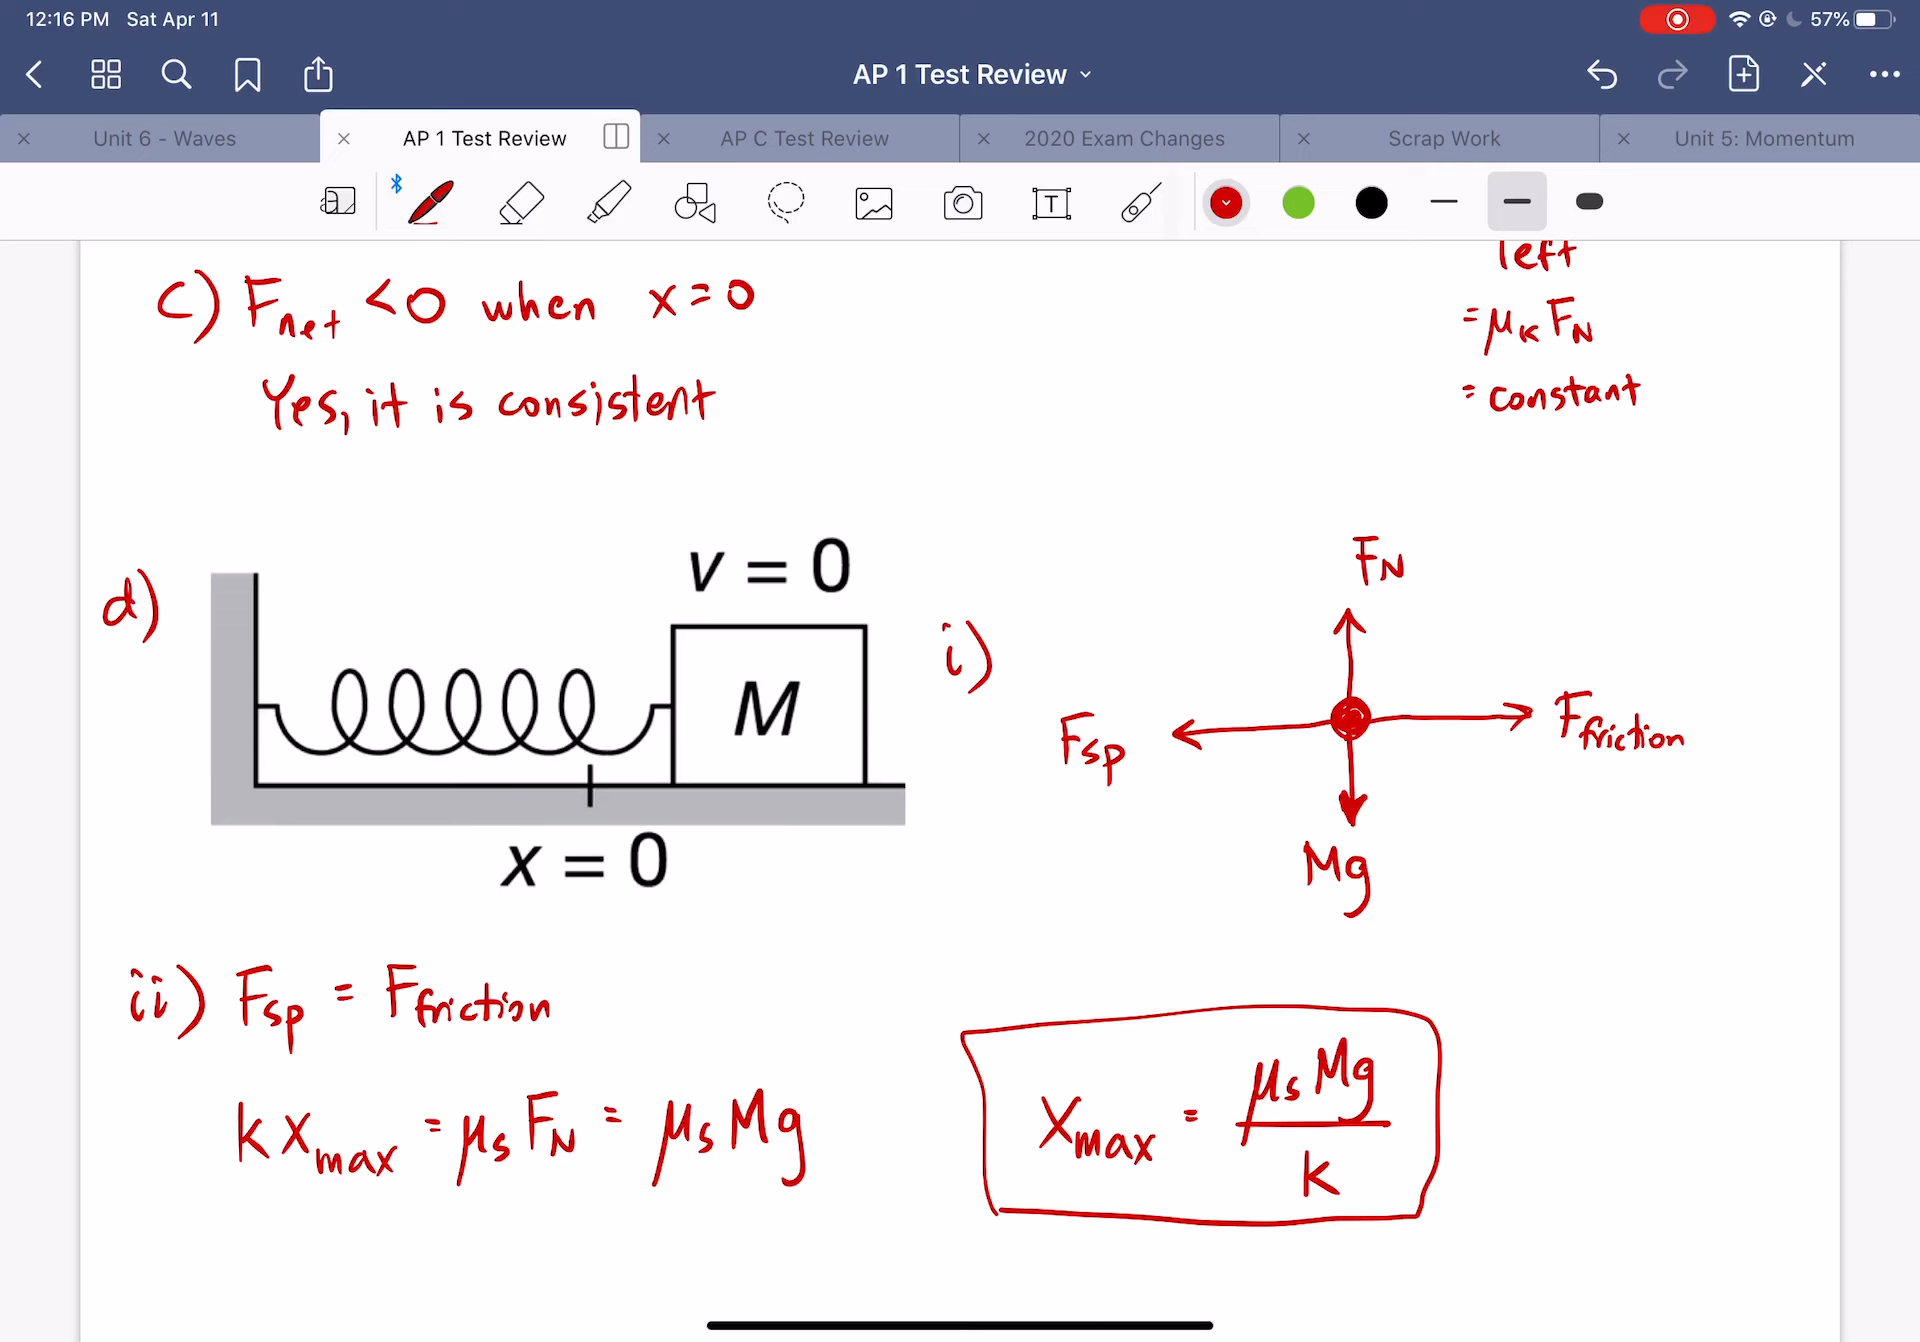 12:16 PM Sat Apr 11
57%
AP 1 Test Review
Unit 6 - Waves
AP 1 Test Review
AP C Test Review
2020 Exam Changes
Scrap Work
Unit 5: Momentum
left
c) Fnet <0 when x=0
= μk FN
Yes, it is consistent
= constant
d)
v = 0
M
x = 0
i)
FN
Fsp
Ffriction
Mg
ii) Fsp = Ffriction
k xmax = μs FN = μs Mg
xmax = μs Mg / k